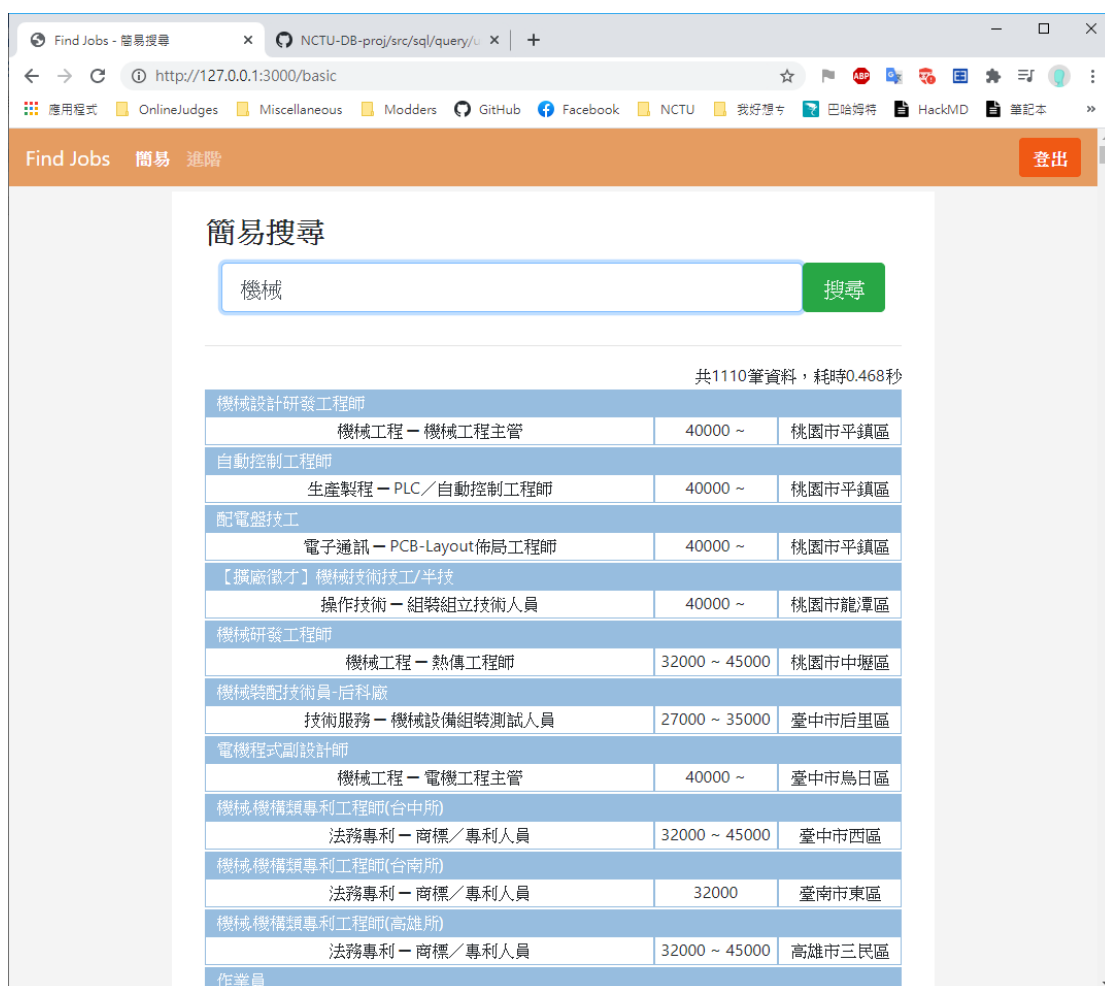 Find Jobs - 簡易搜尋
NCTU-DB-proj/src/sql/query/u
http://127.0.0.1:3000/basic
ABP
應用程式 OnlineJudges Miscellaneous Modders GitHub Facebook NCTU 我好想ㄘ 巴哈姆特 HackMD 筆記本 »
Find Jobs 簡易 進階 登出
簡易搜尋
機械 搜尋
共1110筆資料,耗時0.468秒
機械設計研發工程師
機械工程 ー 機械工程主管 40000 ~ 桃園市平鎮區
自動控制工程師
生產製程 ー PLC／自動控制工程師 40000 ~ 桃園市平鎮區
配電盤技工
電子通訊 ー PCB-Layout佈局工程師 40000 ~ 桃園市平鎮區
【擴廠徵才】機械技術技工/半技
操作技術 ー 組裝組立技術人員 40000 ~ 桃園市龍潭區
機械研發工程師
機械工程 ー 熱傳工程師 32000 ~ 45000 桃園市中壢區
機械裝配技術員-后科廠
技術服務 ー 機械設備組裝測試人員 27000 ~ 35000 臺中市后里區
電機程式副設計師
機械工程 ー 電機工程主管 40000 ~ 臺中市烏日區
機械.機構類專利工程師(台中所)
法務專利 ー 商標／專利人員 32000 ~ 45000 臺中市西區
機械.機構類專利工程師(台南所)
法務專利 ー 商標／專利人員 32000 臺南市東區
機械.機構類專利工程師(高雄所)
法務專利 ー 商標／專利人員 32000 ~ 45000 高雄市三民區
作業員